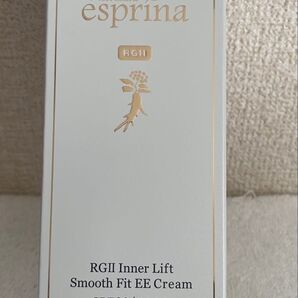 esprina
RGII
RGII Inner Lift
Smooth Fit EE Cream